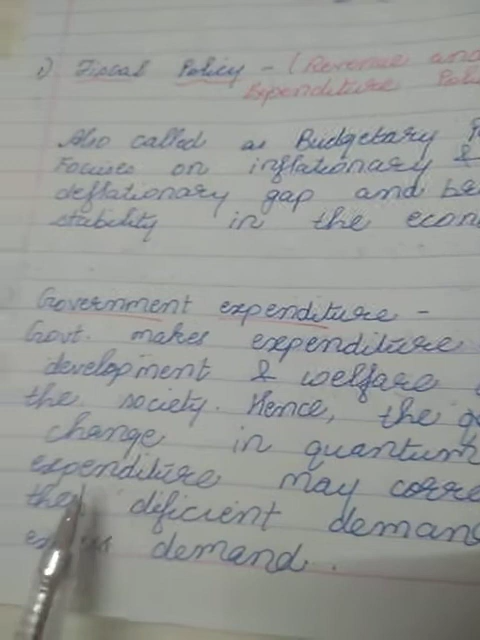 1) Fiscal Policy - (Revenue and
Expenditure
Also called as Budgetary
Focuses on inflationary &
deflationary gap and
stability in the
Government expenditure -
Govt. makes expenditure
development & welfare
the society. Hence, the
change in quantum
expenditure may
the deficient
demand.